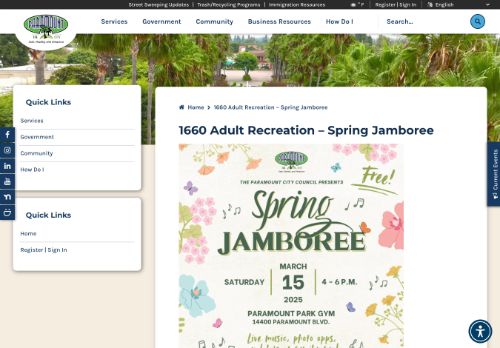 Street Sweeping Updates | Trash/Recycling Programs | Immigration Resources
°F
Register | Sign In
English
PARAMOUNT
Services
Government
Community
Business Resources
How Do I
Search...
Quick Links
Services
Government
Community
How Do I
Quick Links
Home
Register | Sign In
Home > 1660 Adult Recreation – Spring Jamboree
1660 Adult Recreation – Spring Jamboree
PARAMOUNT
Free!
THE PARAMOUNT CITY COUNCIL PRESENTS
Spring
JAMBOREE
MARCH
SATURDAY 15 4 - 6 P.M.
2025
PARAMOUNT PARK GYM
14400 PARAMOUNT BLVD.
Live music, photo ops,
Current Events